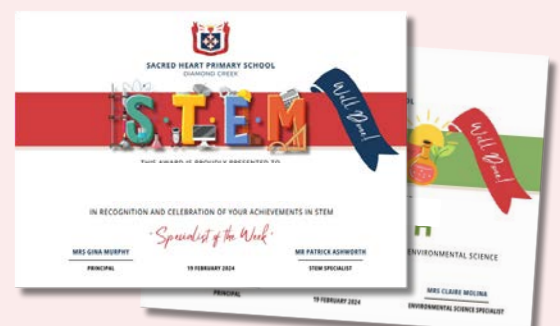 SACRED HEART PRIMARY SCHOOL
DIAMOND CREEK
S·T·E·M
Well Done!
THIS AWARD IS PROUDLY PRESENTED TO
IN RECOGNITION AND CELEBRATION OF YOUR ACHIEVEMENTS IN STEM
"Specialist of the Week"
MRS GINA MURPHY
PRINCIPAL
19 FEBRUARY 2024
MR PATRICK ASHWORTH
STEM SPECIALIST
Well Done!
ENVIRONMENTAL SCIENCE
PRINCIPAL
19 FEBRUARY 2024
MRS CLAIRE MOLINA
ENVIRONMENTAL SCIENCE SPECIALIST